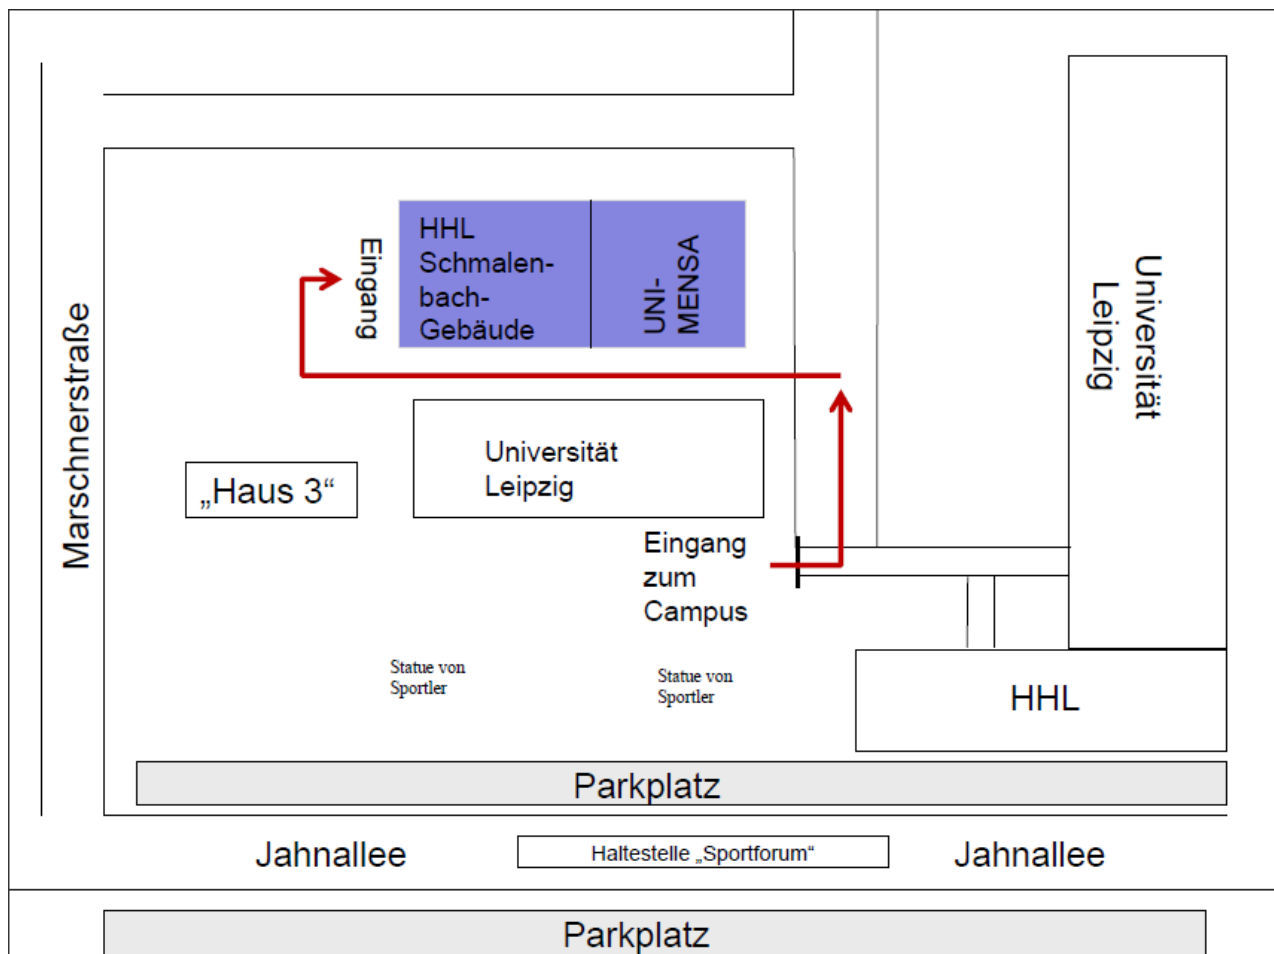 HHL
Schmalen-
bach-
Gebäude
UNI-
MENSA
Eingang
Universität
Leipzig
Marschnerstraße
Universität
Leipzig
„Haus 3“
Eingang
zum
Campus
Statue von
Sportler
Statue von
Sportler
HHL
Parkplatz
Jahnallee
Haltestelle „Sportforum“
Jahnallee
Parkplatz